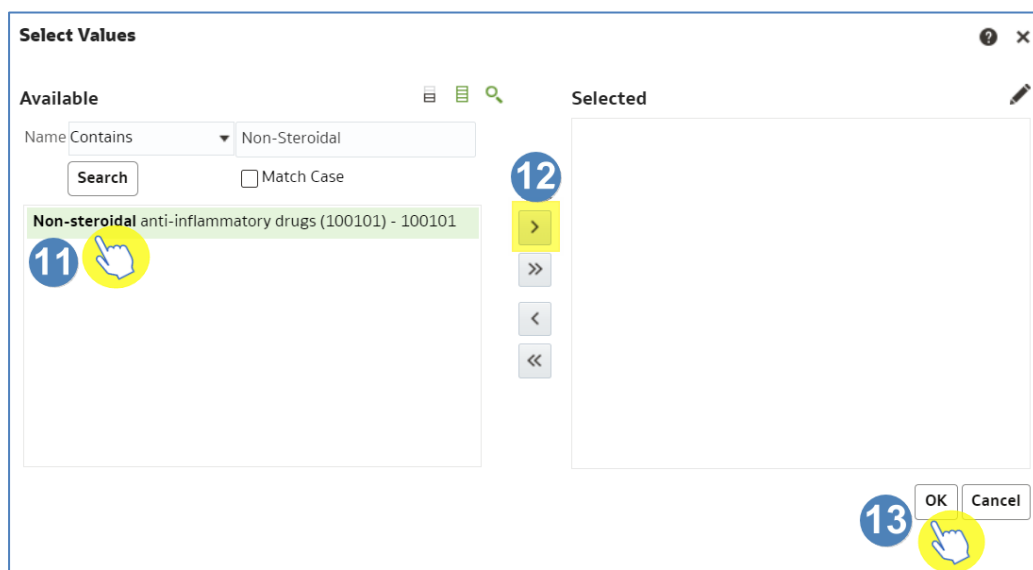 Select Values
Available
Selected
Name Contains
Non-Steroidal
Search
Match Case
12
Non-steroidal anti-inflammatory drugs (100101) - 100101
11
OK
Cancel
13